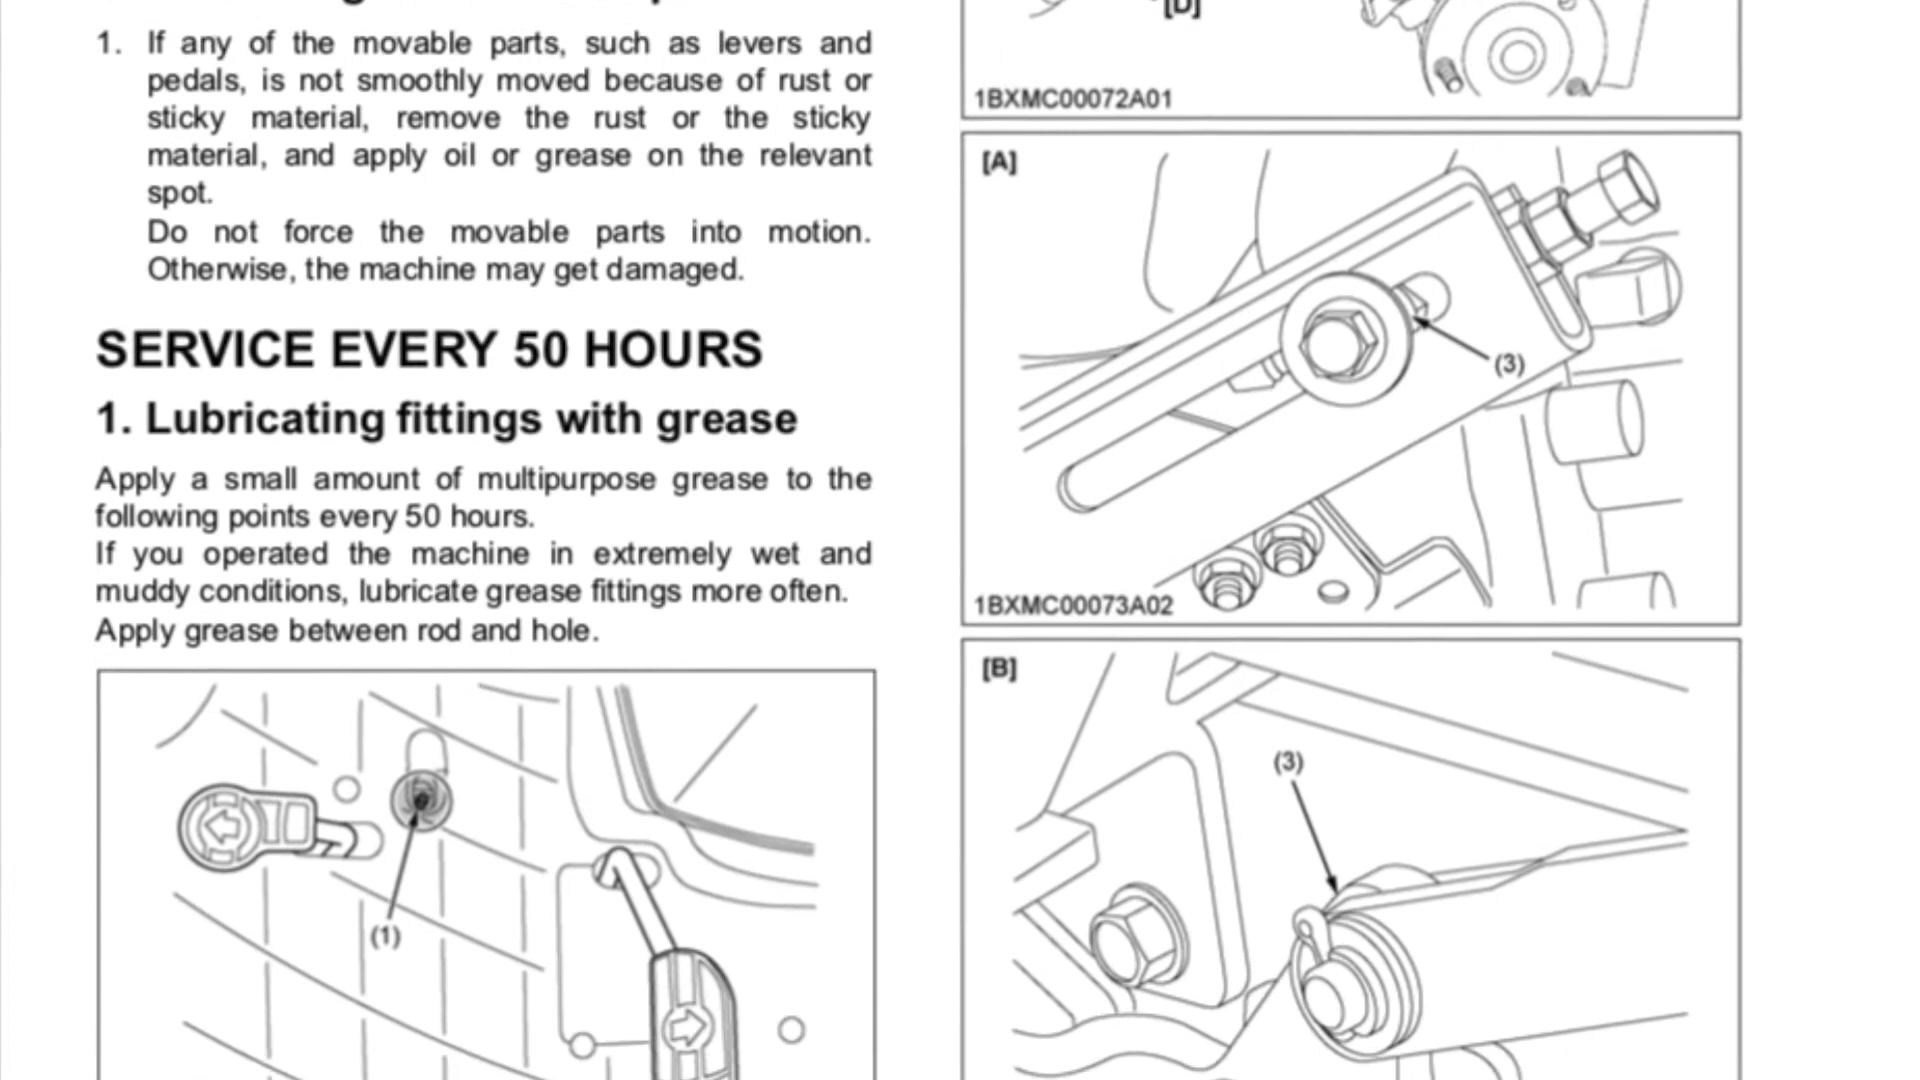 1. If any of the movable parts, such as levers and
pedals, is not smoothly moved because of rust or
sticky material, remove the rust or the sticky
material, and apply oil or grease on the relevant
spot.
Do not force the movable parts into motion.
Otherwise, the machine may get damaged.
SERVICE EVERY 50 HOURS
1. Lubricating fittings with grease
Apply a small amount of multipurpose grease to the
following points every 50 hours.
If you operated the machine in extremely wet and
muddy conditions, lubricate grease fittings more often.
Apply grease between rod and hole.
(1)
[D]
1BXMC00072A01
[A]
(3)
1BXMC00073A02
[B]
(3)